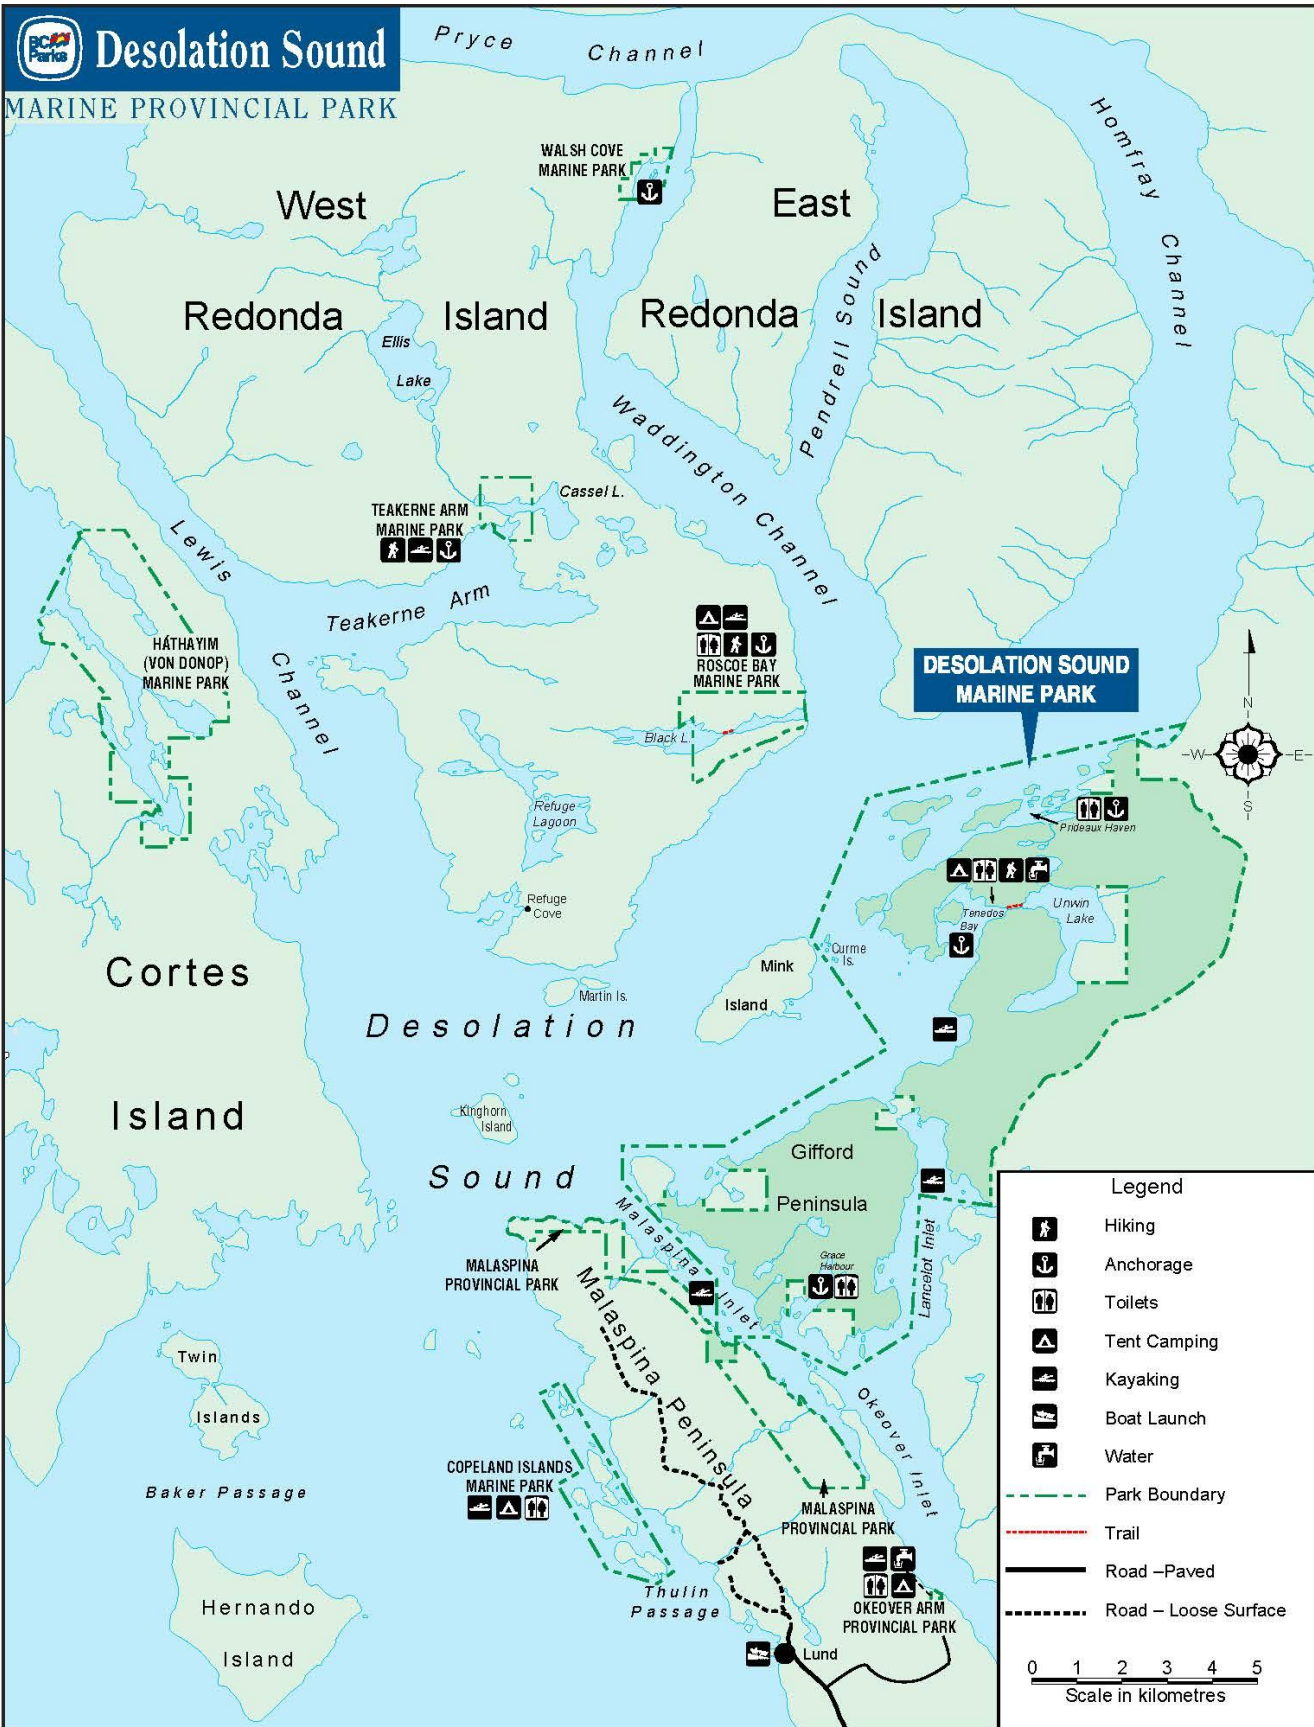 BC
Parks
Desolation Sound
MARINE PROVINCIAL PARK
Pryce Channel
Homfray Channel
WALSH COVE
MARINE PARK
West
Redonda Island
East
Redonda Island
Pendrell Sound
Ellis
Lake
Waddington Channel
Cassel L.
TEAKERNE ARM
MARINE PARK
Lewis Channel
Teakerne Arm
HÁTHAYIM
(VON DONOP)
MARINE PARK
ROSCOE BAY
MARINE PARK
DESOLATION SOUND
MARINE PARK
N
W
E
S
Black L.
Refuge
Lagoon
Prideaux Haven
Refuge
Cove
Tenedos
Bay
Unwin
Lake
Curme
Is.
Mink
Island
Cortes
Island
Martin Is.
Desolation
Sound
Kinghorn
Island
Gifford
Peninsula
Malaspina Inlet
Grace
Harbour
Lancelot Inlet
MALASPINA
PROVINCIAL PARK
Malaspina Peninsula
Okeover Inlet
Twin
Islands
Baker Passage
COPELAND ISLANDS
MARINE PARK
MALASPINA
PROVINCIAL PARK
Thulin
Passage
OKEOVER ARM
PROVINCIAL PARK
Hernando
Island
Lund
Legend
Hiking
Anchorage
Toilets
Tent Camping
Kayaking
Boat Launch
Water
Park Boundary
Trail
Road –Paved
Road – Loose Surface
0 1 2 3 4 5
Scale in kilometres